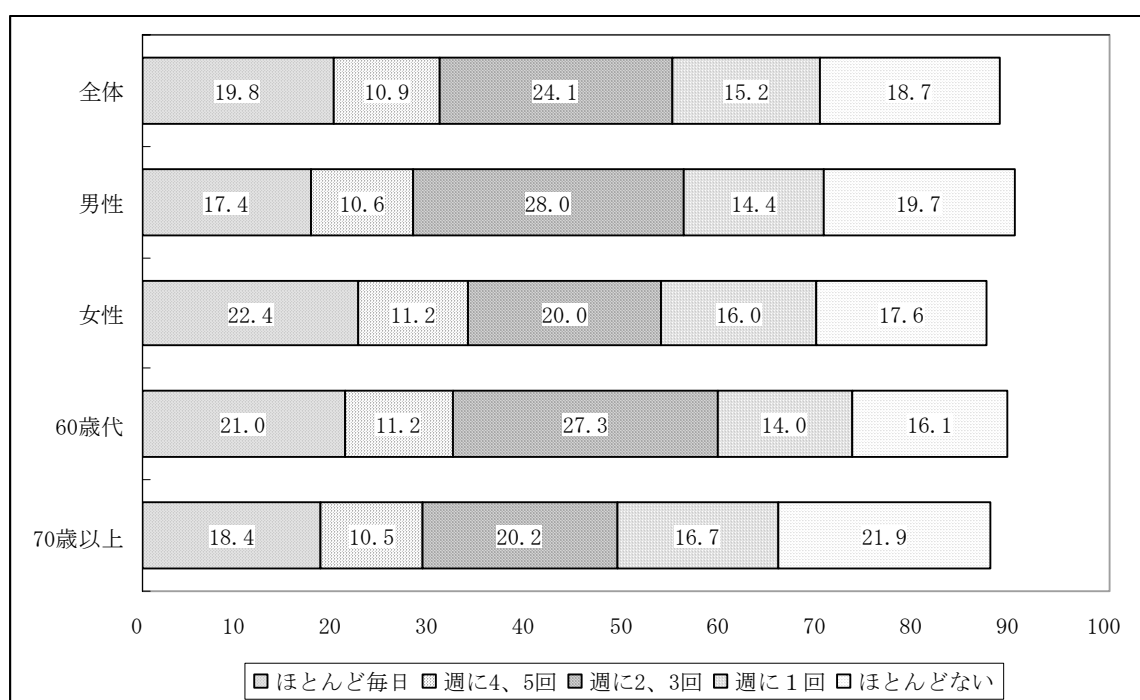 全体 19.8 10.9 24.1 15.2 18.7
男性 17.4 10.6 28.0 14.4 19.7
女性 22.4 11.2 20.0 16.0 17.6
60歳代 21.0 11.2 27.3 14.0 16.1
70歳以上 18.4 10.5 20.2 16.7 21.9
0 10 20 30 40 50 60 70 80 90 100
ほとんど毎日 週に4、5回 週に2、3回 週に１回 ほとんどない